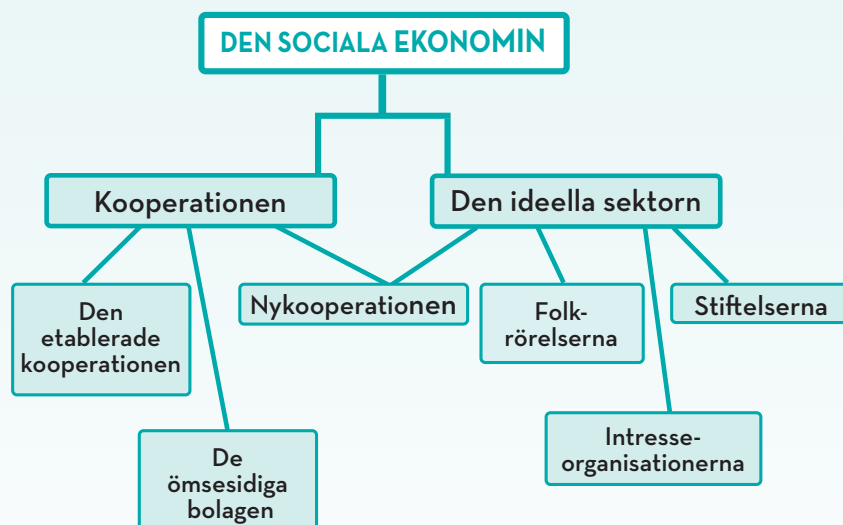 DEN SOCIALA EKONOMIN
Kooperationen
Den ideella sektorn
Den
etablerade
kooperationen
Nykooperationen
Folk-
rörelserna
Stiftelserna
De
ömsesidiga
bolagen
Intresse-
organisationerna